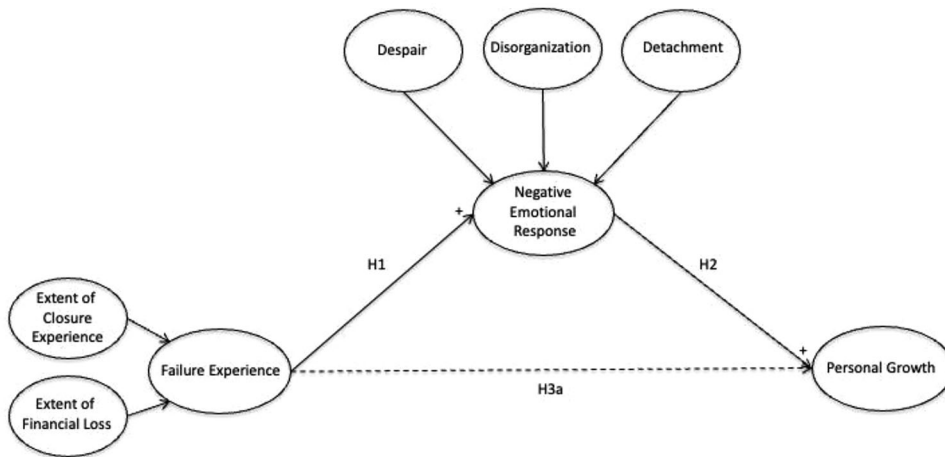 Despair
Disorganization
Detachment
Negative
Emotional
Response
+
H1
H2
Extent of
Closure
Experience
Failure Experience
+
Personal Growth
H3a
Extent of
Financial Loss